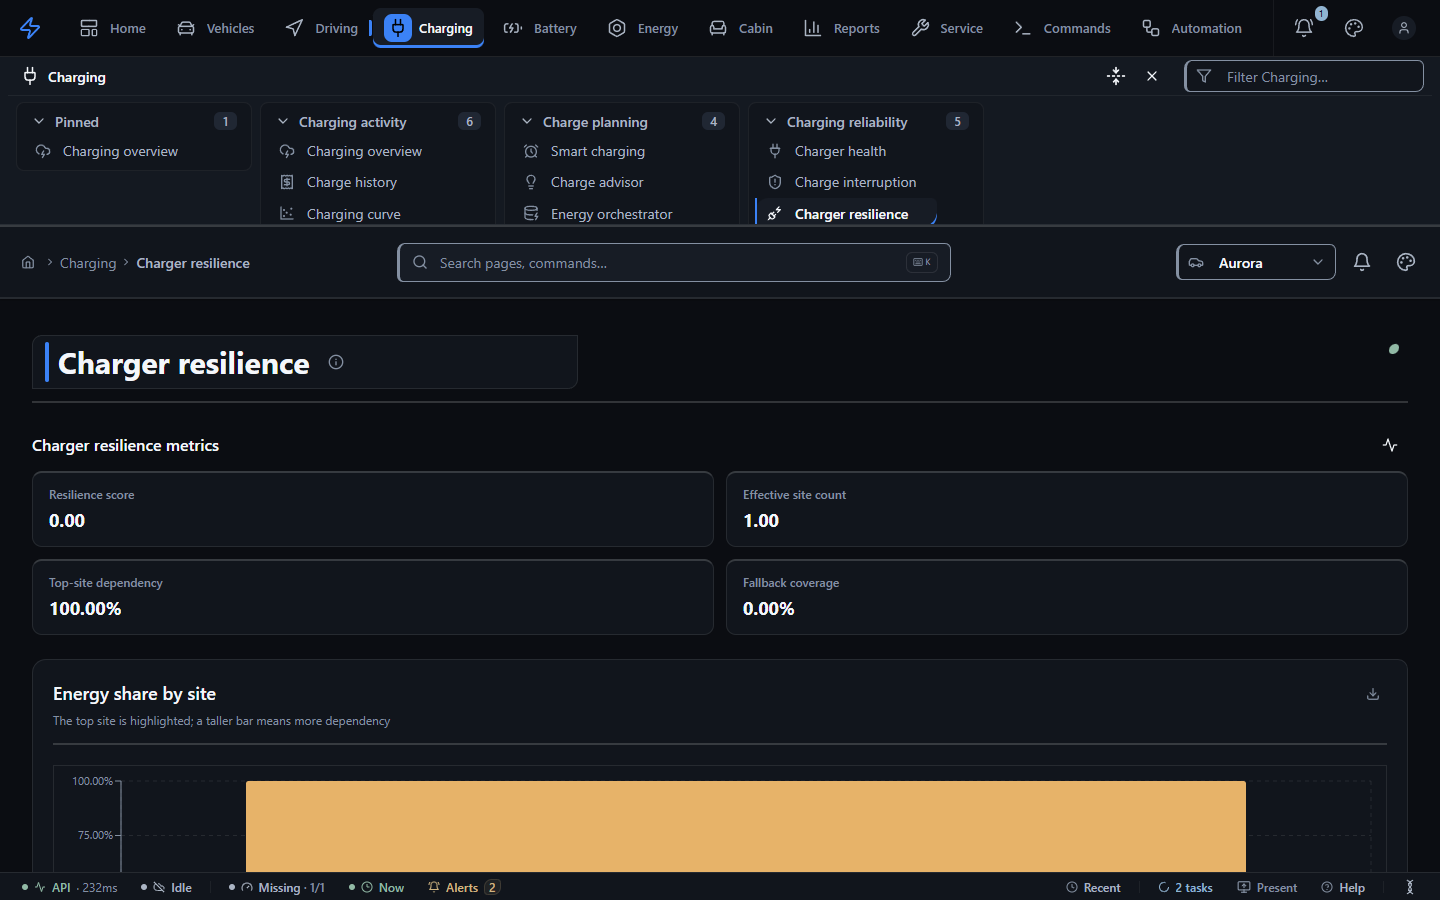 Home
Vehicles
Driving
Charging
Battery
Energy
Cabin
Reports
Service
Commands
Automation
1
Charging
Filter Charging...
Pinned 1
Charging overview
Charging activity 6
Charging overview
Charge history
Charging curve
Charge planning 4
Smart charging
Charge advisor
Energy orchestrator
Charging reliability 5
Charger health
Charge interruption
Charger resilience
Charging
Charger resilience
Search pages, commands...
K
Aurora
Charger resilience
Charger resilience metrics
Resilience score
0.00
Effective site count
1.00
Top-site dependency
100.00%
Fallback coverage
0.00%
Energy share by site
The top site is highlighted; a taller bar means more dependency
100.00%
75.00%
API · 232ms
Idle
Missing · 1/1
Now
Alerts 2
Recent
2 tasks
Present
Help